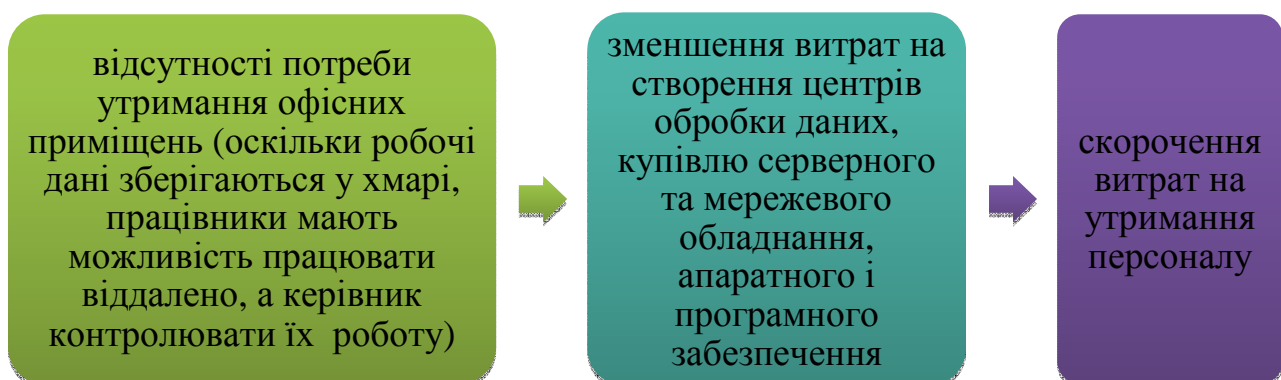 відсутності потреби
утримання офісних
приміщень (оскільки робочі
дані зберігаються у хмарі,
працівники мають
можливість працювати
віддалено, а керівник
контролювати їх роботу)
зменшення витрат на
створення центрів
обробки даних,
купівлю серверного
та мережевого
обладнання,
апаратного і
програмного
забезпечення
скорочення
витрат на
утримання
персоналу